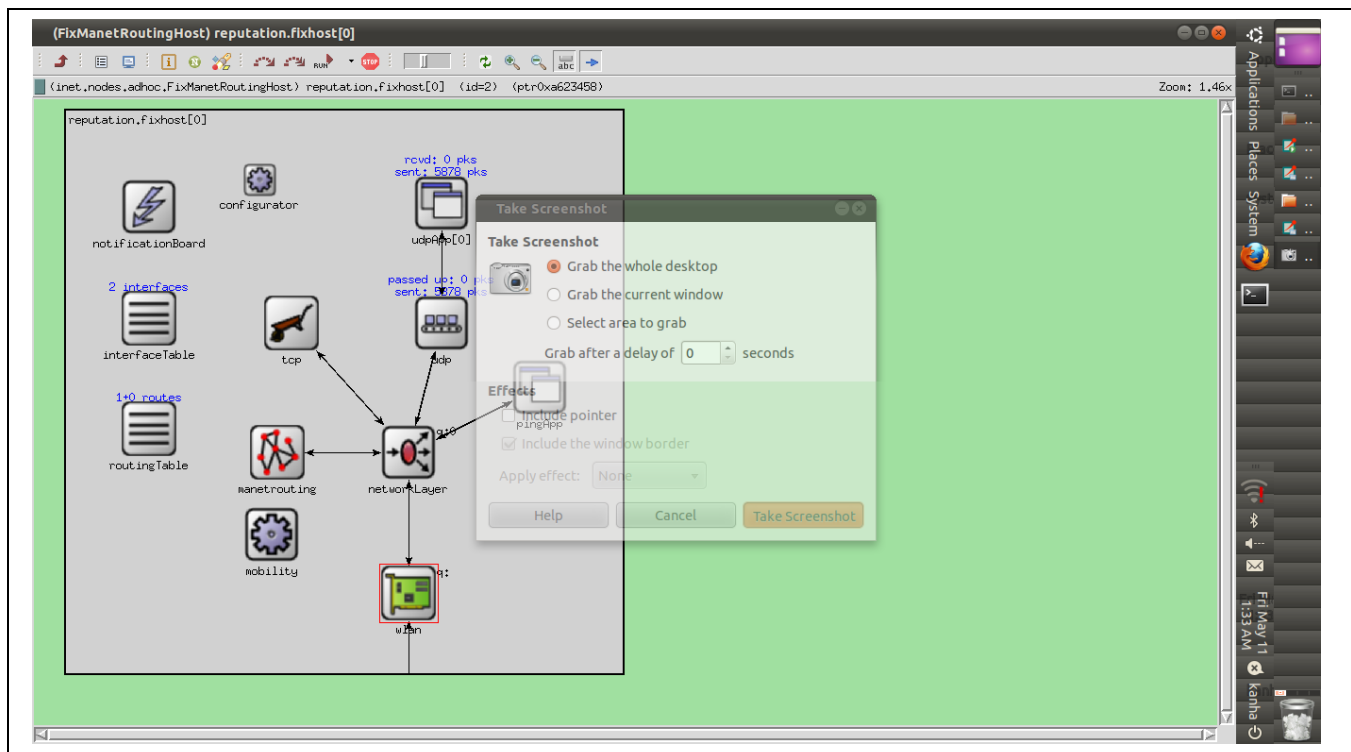 (FixManetRoutingHost) reputation.fixhost[0]
RUN
STOP
abc
(inet.nodes.adhoc.FixManetRoutingHost) reputation.fixhost[0] (id=2) (ptr0xa623458)
Zoom: 1.46x
reputation.fixhost[0]
rcvd: 0 pks
sent: 5878 pks
configurator
notificationBoard
udpApp[0]
2 interfaces
passed up: 0 pks
sent: 5878 pks
interfaceTable
tcp
udp
1+0 routes
q:0
pingApp
routingTable
manetrouting
networkLayer
mobility
q:
wlan
Take Screenshot
Take Screenshot
Grab the whole desktop
Grab the current window
Select area to grab
Grab after a delay of 0 seconds
Effects
Include pointer
Include the window border
Apply effect: None
Help
Cancel
Take Screenshot
Applications
Places
System
Fri May 11
1:33 AM
kanha